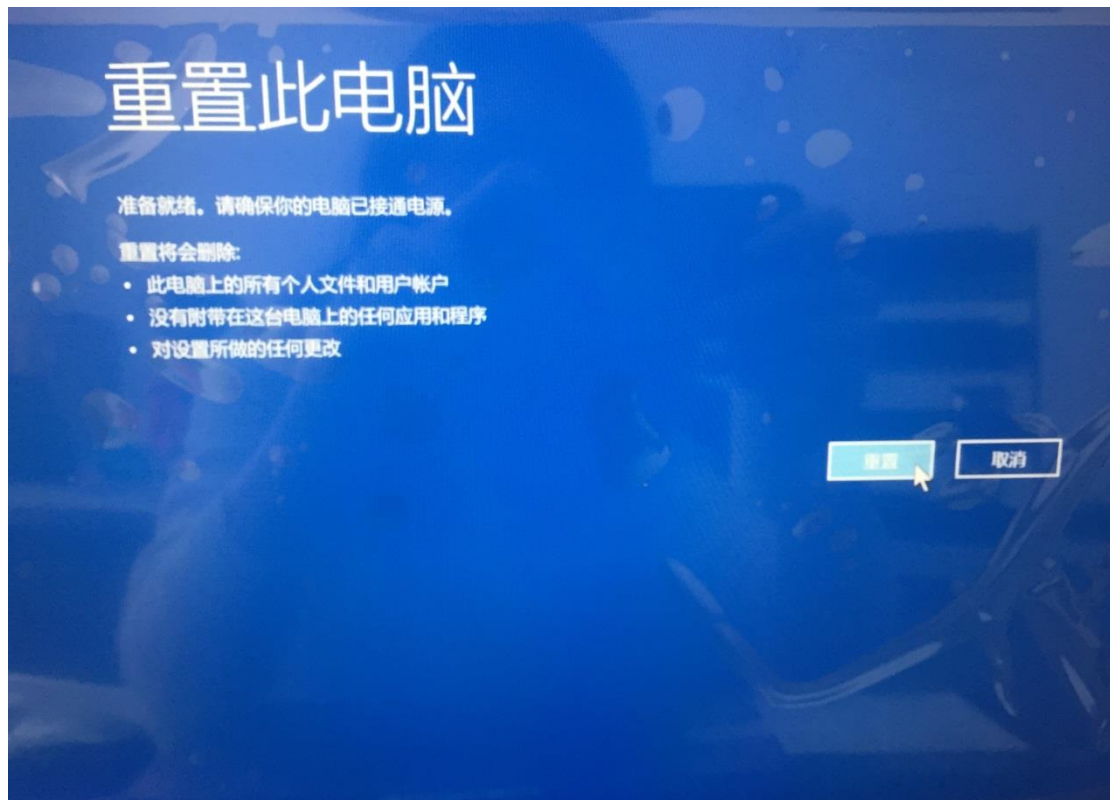 重置此电脑
准备就绪。请确保你的电脑已接通电源。
重置将会删除:
• 此电脑上的所有个人文件和用户帐户
• 没有附带在这台电脑上的任何应用和程序
• 对设置所做的任何更改
重置 取消